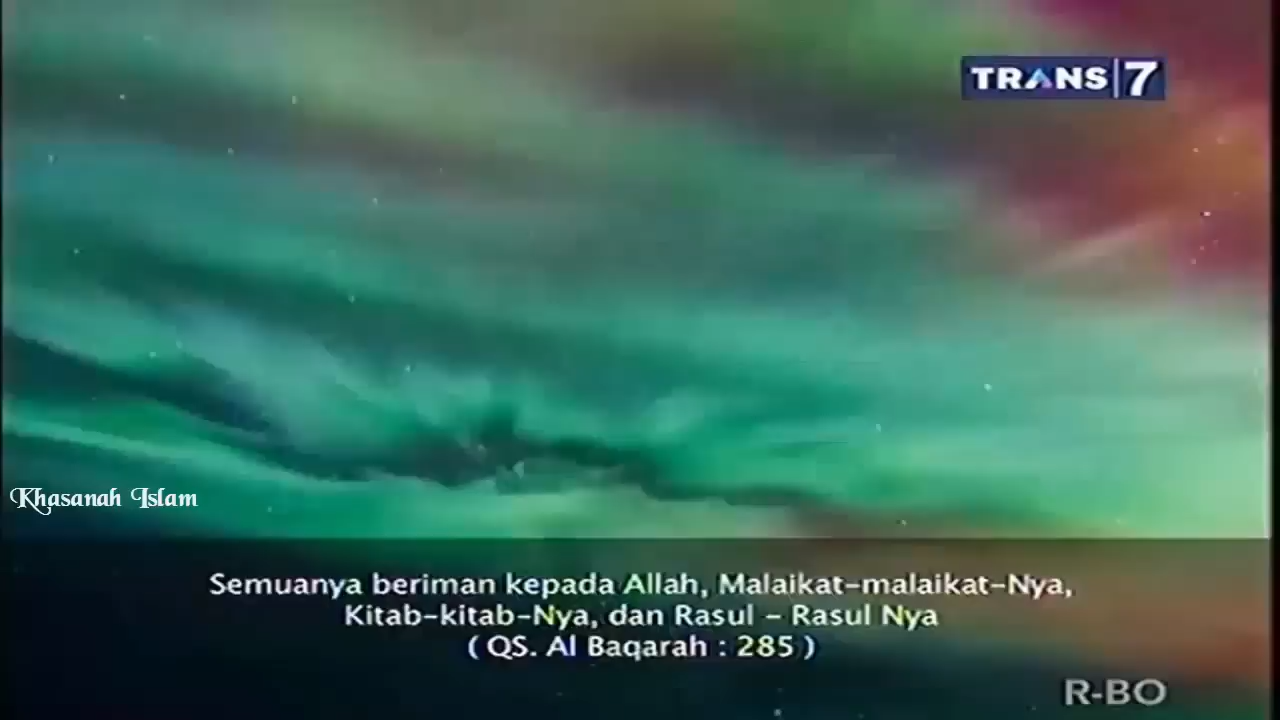 TRANS|7
Khasanah Islam
Semuanya beriman kepada Allah, Malaikat-malaikat-Nya,
Kitab-kitab-Nya, dan Rasul - Rasul Nya
( QS. Al Baqarah : 285 )
R-BO